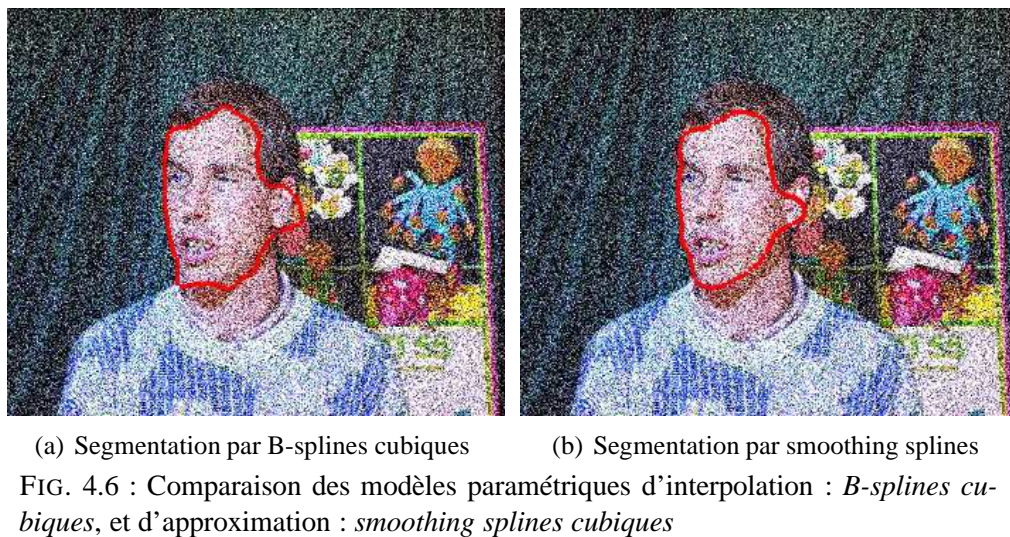 (a) Segmentation par B-splines cubiques
(b) Segmentation par smoothing splines
FIG. 4.6 : Comparaison des modèles paramétriques d'interpolation : B-splines cu-
biques, et d'approximation : smoothing splines cubiques